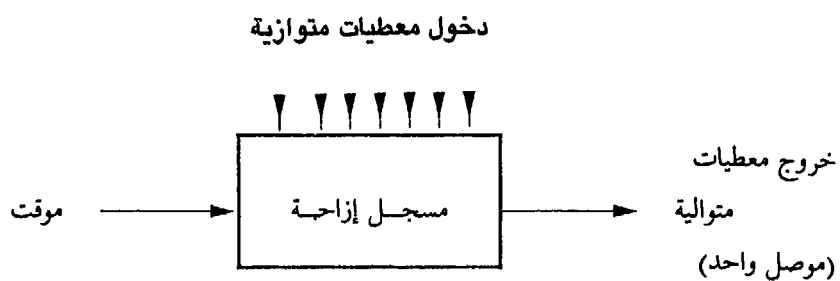 دخول معطيات متوازية
خروج معطيات
موقت
مسجل إزاحة
متوالية
(موصل واحد)